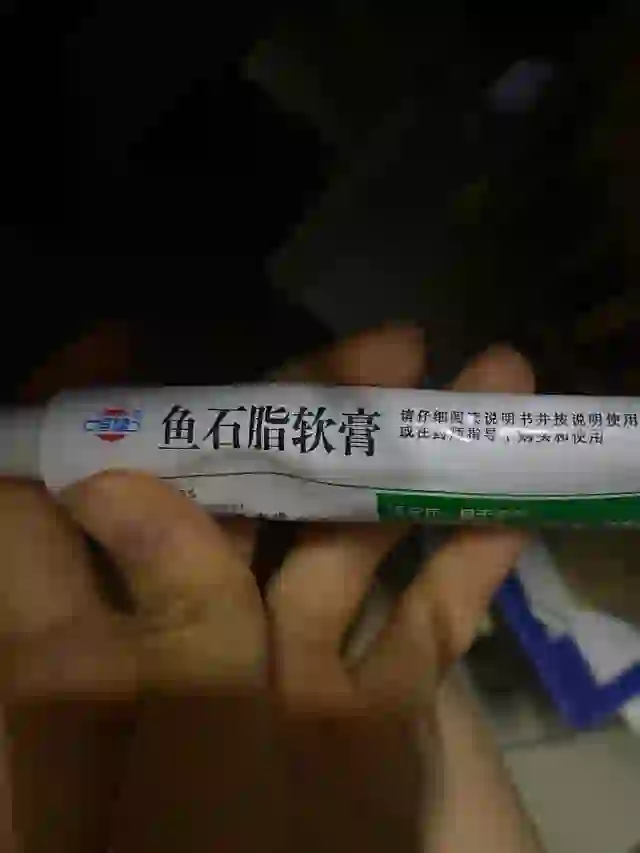 鱼石脂软膏
请仔细阅读说明书并按说明使用
或在药师指导下购买和使用